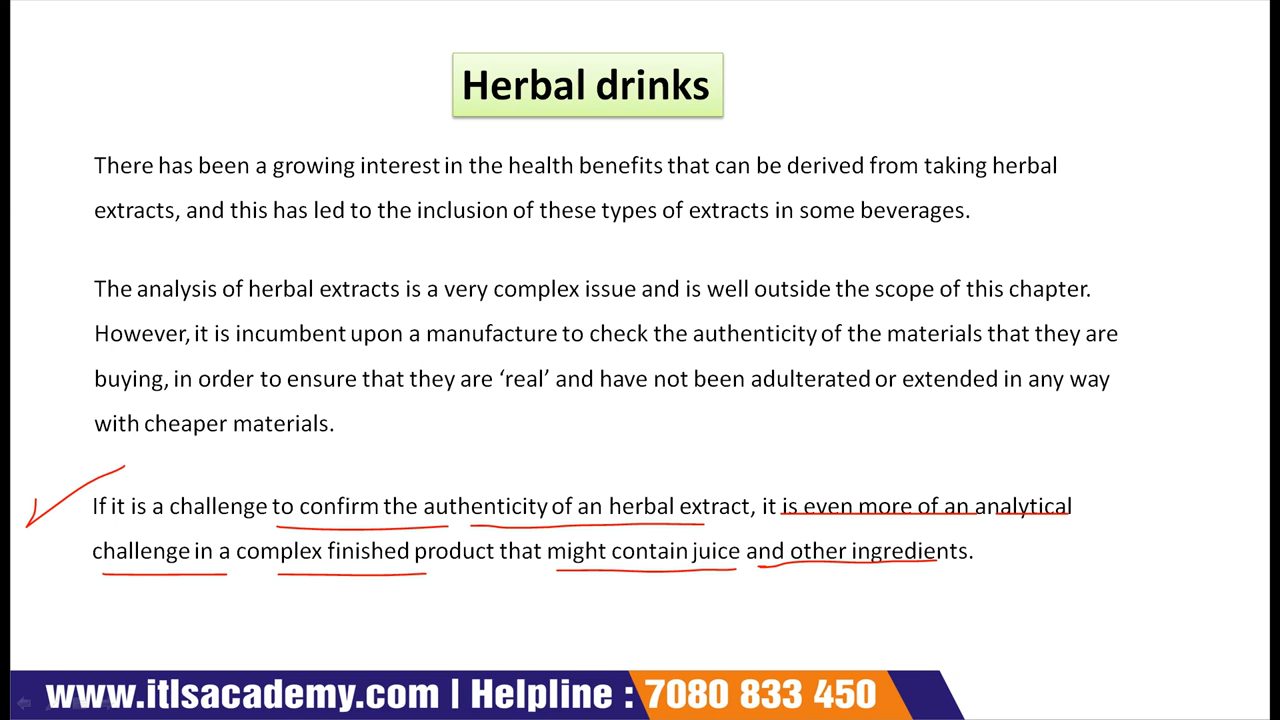 Herbal drinks
There has been a growing interest in the health benefits that can be derived from taking herbal
extracts, and this has led to the inclusion of these types of extracts in some beverages.
The analysis of herbal extracts is a very complex issue and is well outside the scope of this chapter.
However, it is incumbent upon a manufacture to check the authenticity of the materials that they are
buying, in order to ensure that they are ‘real’ and have not been adulterated or extended in any way
with cheaper materials.
If it is a challenge to confirm the authenticity of an herbal extract, it is even more of an analytical
challenge in a complex finished product that might contain juice and other ingredients.
www.itlsacademy.com | Helpline : 7080 833 450